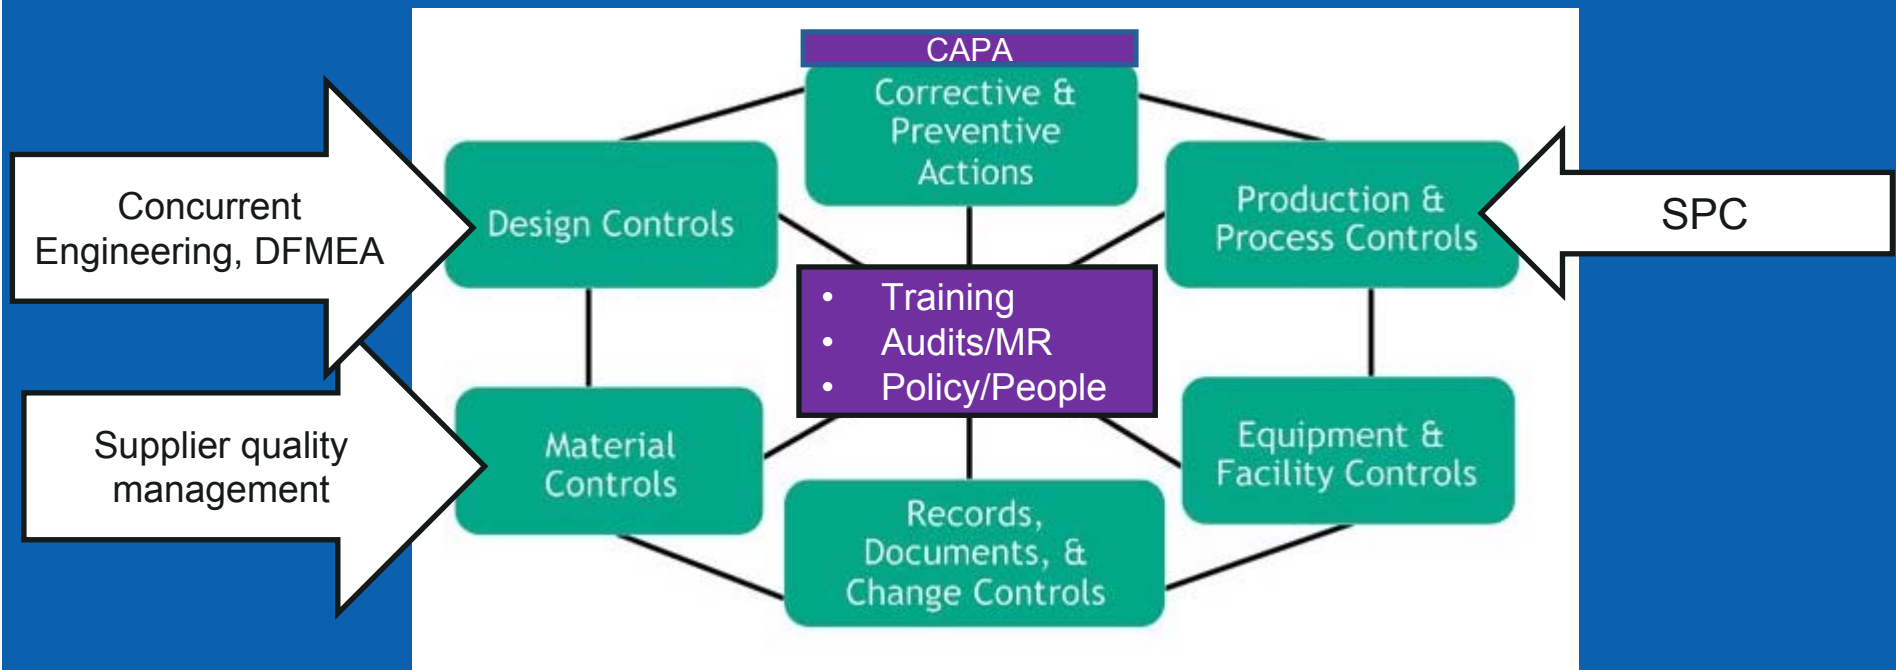 CAPA
Corrective &
Preventive
Actions
Concurrent
Engineering, DFMEA
Design Controls
Production &
Process Controls
SPC
• Training
• Audits/MR
• Policy/People
Supplier quality
management
Material
Controls
Equipment &
Facility Controls
Records,
Documents, &
Change Controls